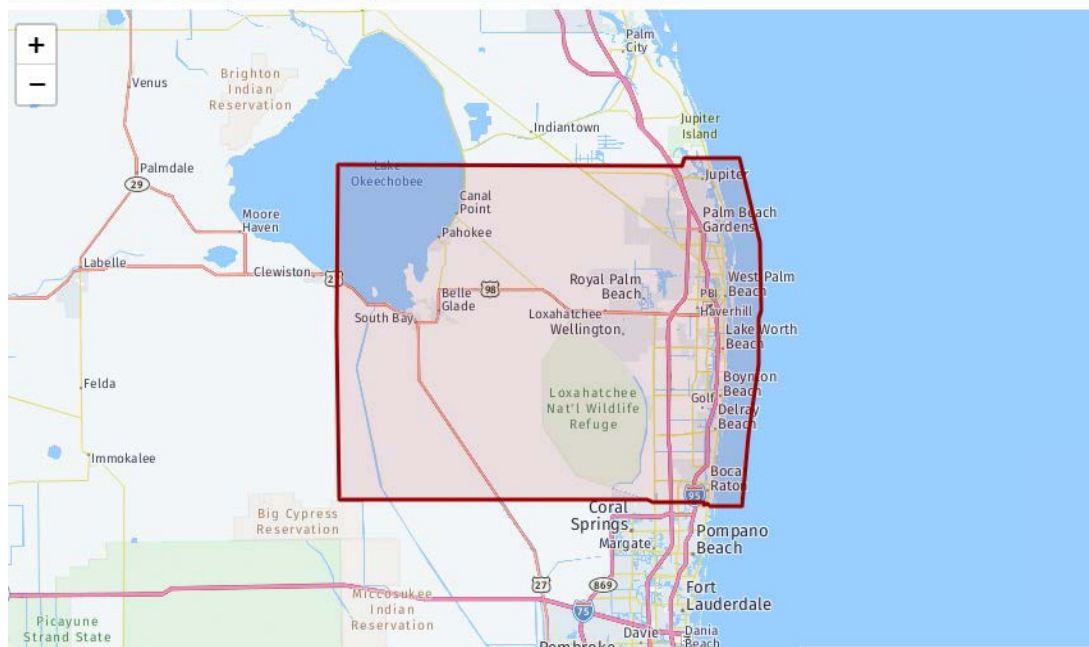 +
−
Palm
City
Venus
Brighton
Indian
Reservation
Indiantown
Jupiter
Island
Palmdale
29
Lake
Okeechobee
Jupiter
Canal
Point
Moore
Haven
Palm Beach
Gardens
Pahokee
Labelle
Clewiston
2
98
Royal Palm
Beach
West Palm
Beach
PBI
Belle
Glade
South Bay
Loxahatchee
Haverhill
Wellington
Lake Worth
Beach
Felda
Loxahatchee
Nat'l Wildlife
Refuge
Boynton
Beach
Golf
Delray
Beach
Immokalee
Boca
Raton
95
Big Cypress
Reservation
Coral
Springs
Margate
Pompano
Beach
27
869
Miccosukee
Indian
Reservation
75
Fort
Lauderdale
Picayune
Strand State
Davie
Dania
Beach
Pembroke